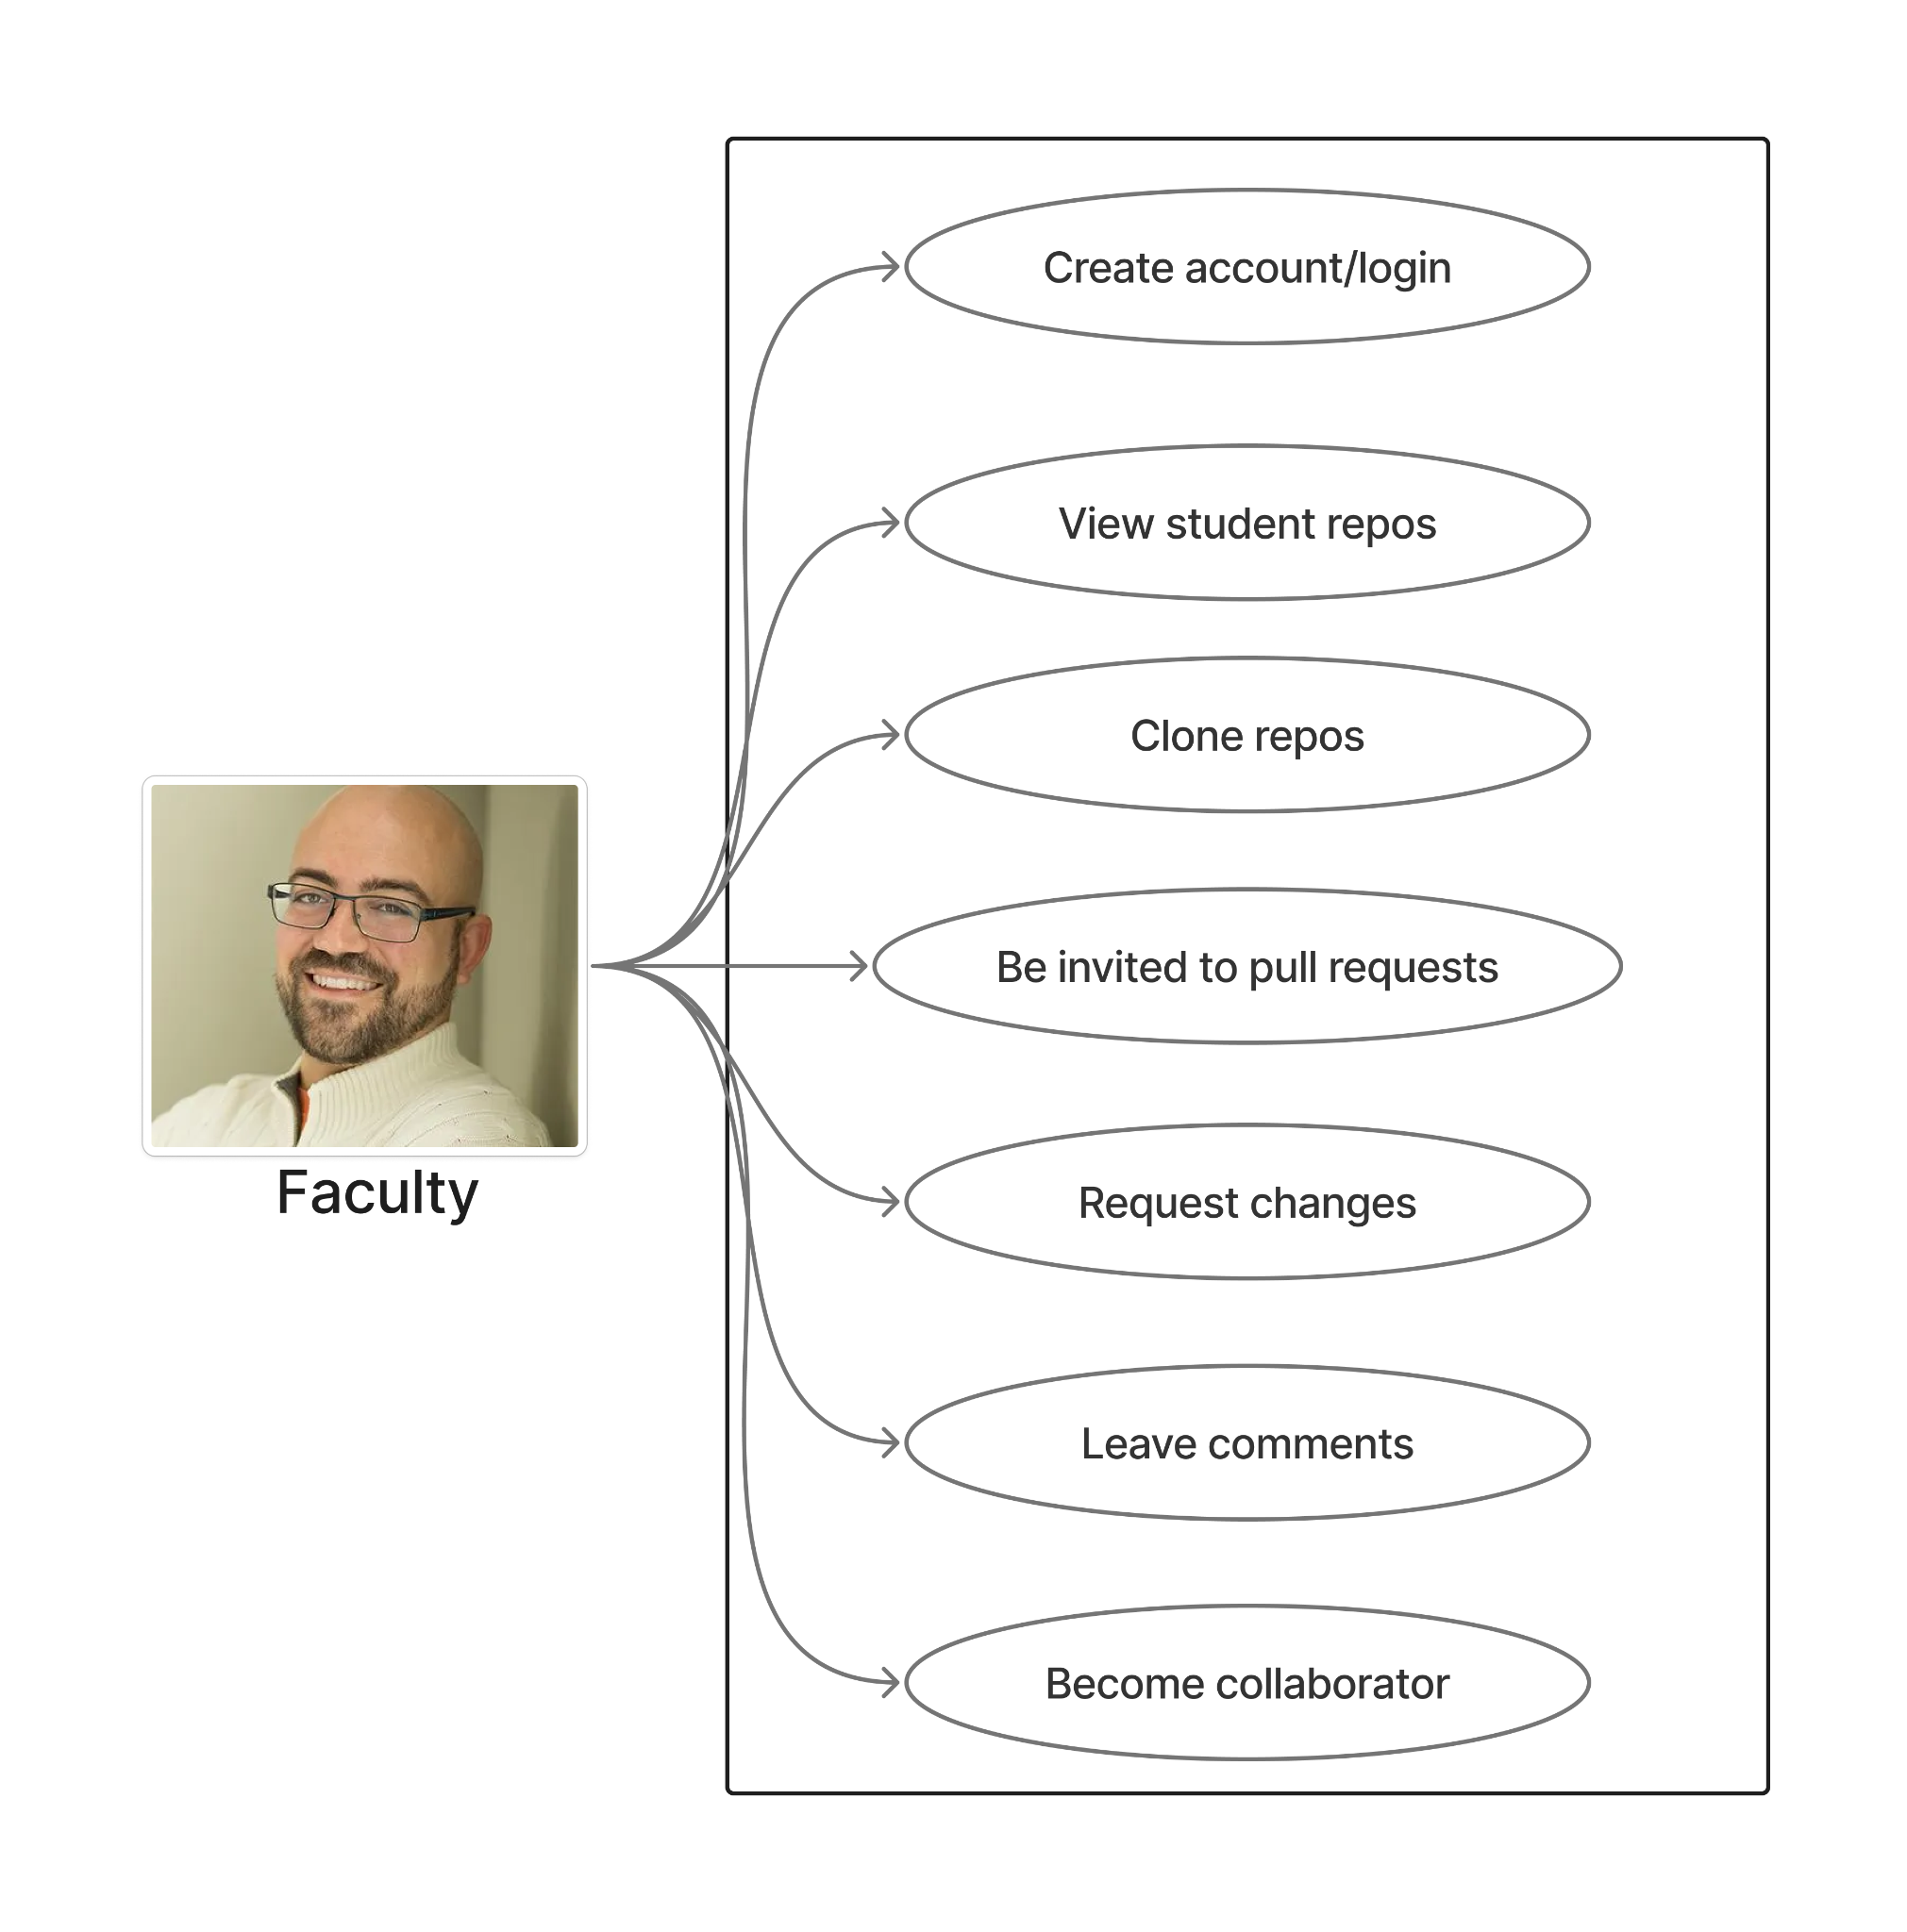 Create account/login
View student repos
Clone repos
Be invited to pull requests
Faculty
Request changes
Leave comments
Become collaborator